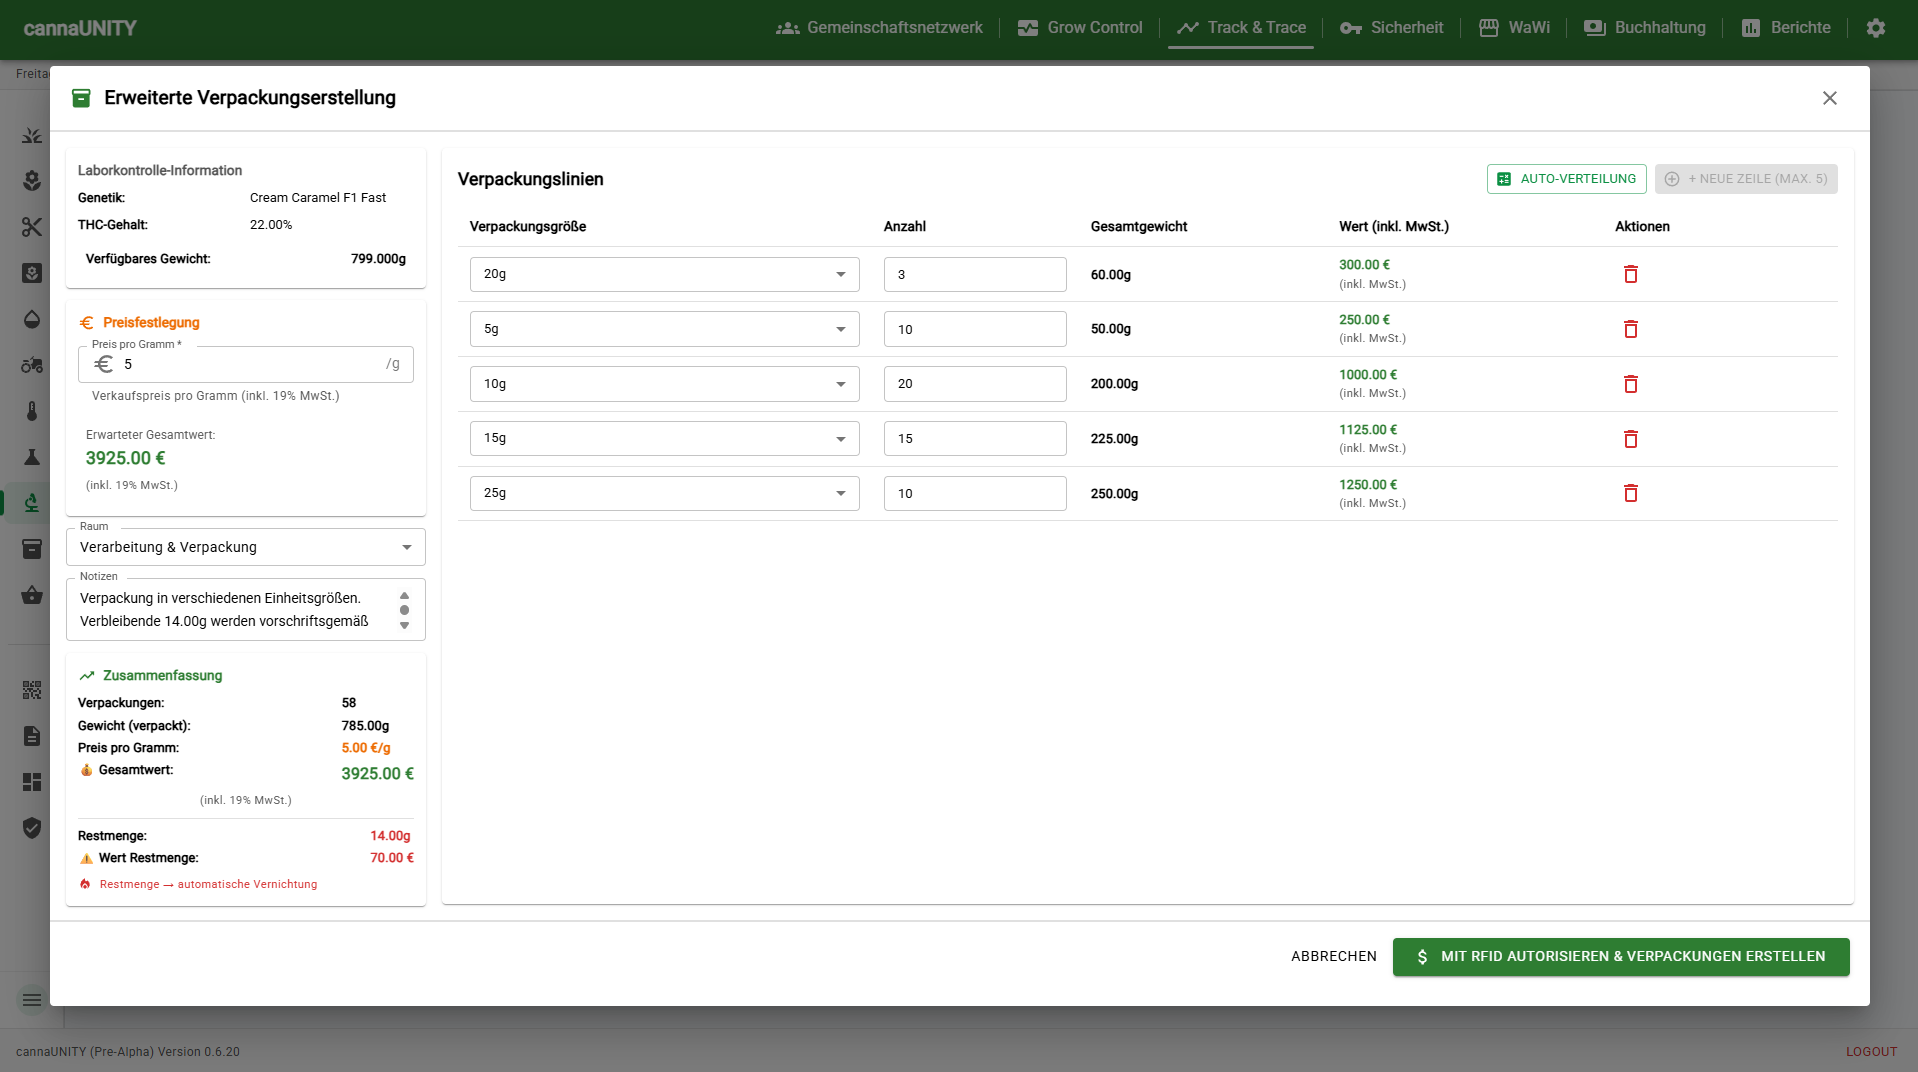 cannaUNITY
Gemeinschaftsnetzwerk
Grow Control
Track & Trace
Sicherheit
WaWi
Buchhaltung
Berichte
Erweiterte Verpackungserstellung
Laborkontrolle-Information
Genetik: Cream Caramel F1 Fast
THC-Gehalt: 22.00%
Verfügbares Gewicht: 799.000g
Preisfestlegung
Preis pro Gramm *
€ 5 /g
Verkaufspreis pro Gramm (inkl. 19% MwSt.)
Erwarteter Gesamtwert:
3925.00 €
(inkl. 19% MwSt.)
Raum
Verarbeitung & Verpackung
Notizen
Verpackung in verschiedenen Einheitsgrößen.
Verbleibende 14.00g werden vorschriftsgemäß
Zusammenfassung
Verpackungen: 58
Gewicht (verpackt): 785.00g
Preis pro Gramm: 5.00 €/g
Gesamtwert: 3925.00 €
(inkl. 19% MwSt.)
Restmenge: 14.00g
Wert Restmenge: 70.00 €
Restmenge → automatische Vernichtung
Verpackungslinien
AUTO-VERTEILUNG
+ NEUE ZEILE (MAX. 5)
Verpackungsgröße Anzahl Gesamtgewicht Wert (inkl. MwSt.) Aktionen
20g 3 60.00g 300.00 €
(inkl. MwSt.)
5g 10 50.00g 250.00 €
(inkl. MwSt.)
10g 20 200.00g 1000.00 €
(inkl. MwSt.)
15g 15 225.00g 1125.00 €
(inkl. MwSt.)
25g 10 250.00g 1250.00 €
(inkl. MwSt.)
ABBRECHEN
$ MIT RFID AUTORISIEREN & VERPACKUNGEN ERSTELLEN
cannaUNITY (Pre-Alpha) Version 0.6.20
LOGOUT